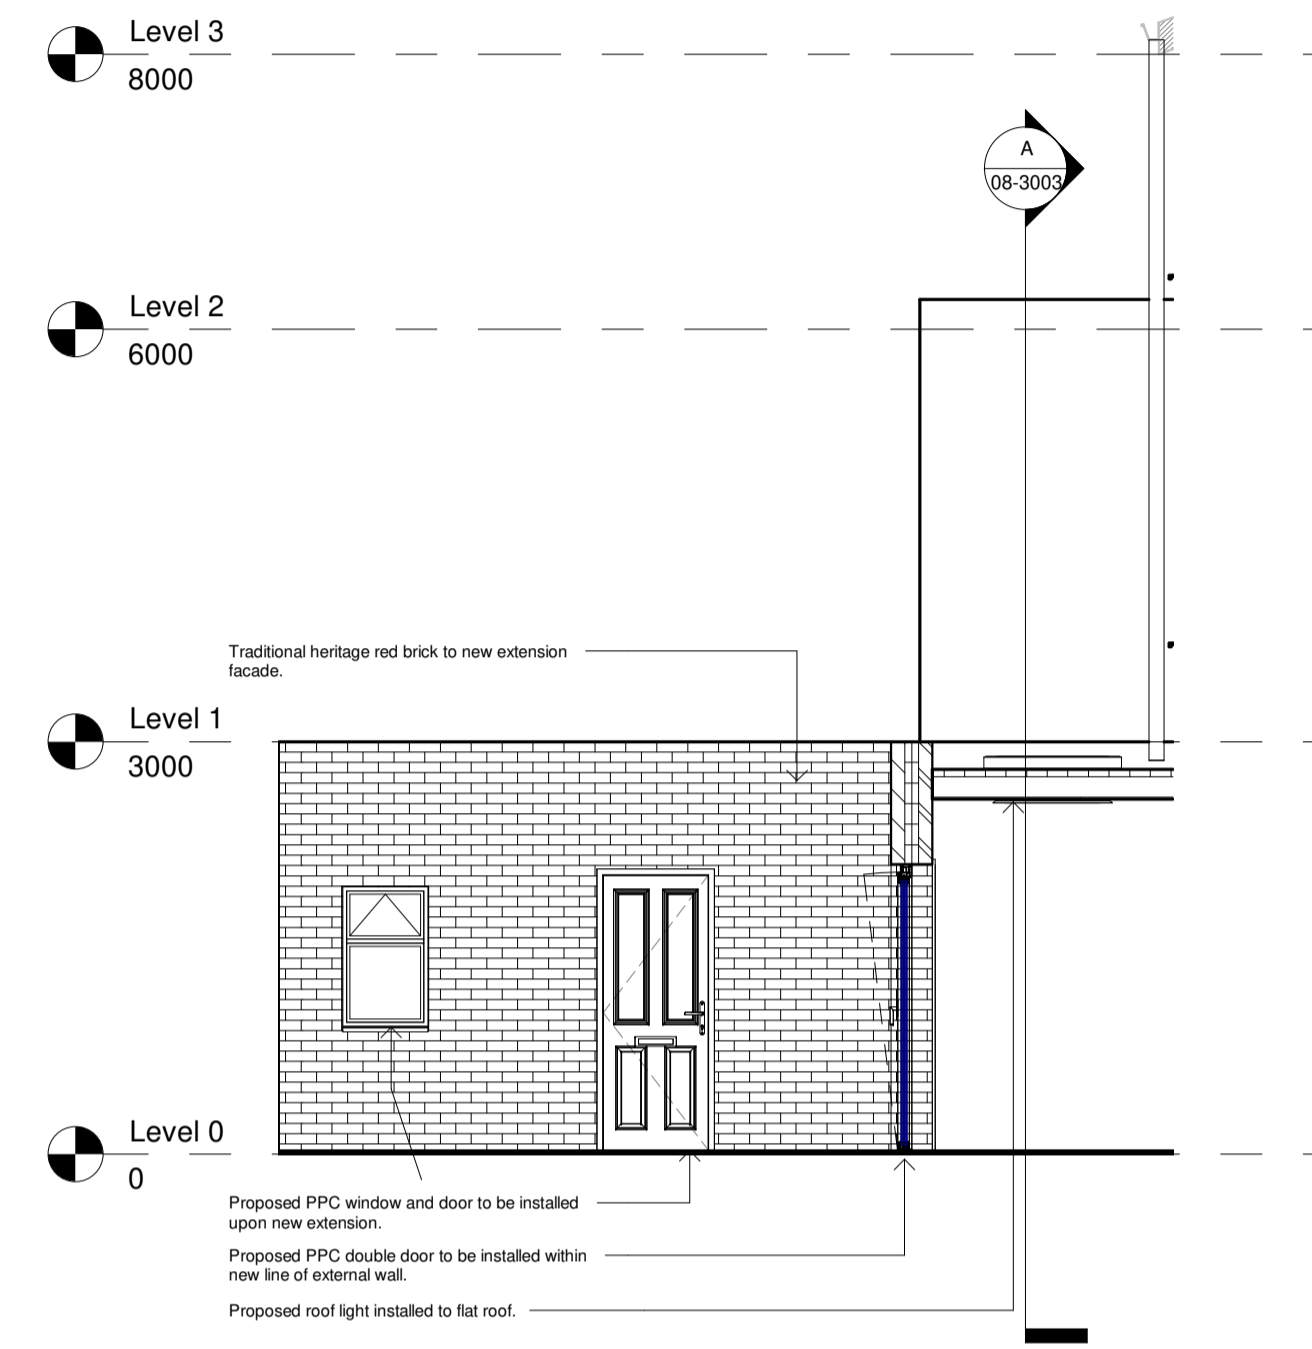 Level 3
8000
A
08-3003
Level 2
6000
Traditional heritage red brick to new extension
facade.
Level 1
3000
Level 0
0
Proposed PPC window and door to be installed
upon new extension.
Proposed PPC double door to be installed within
new line of external wall.
Proposed roof light installed to flat roof.